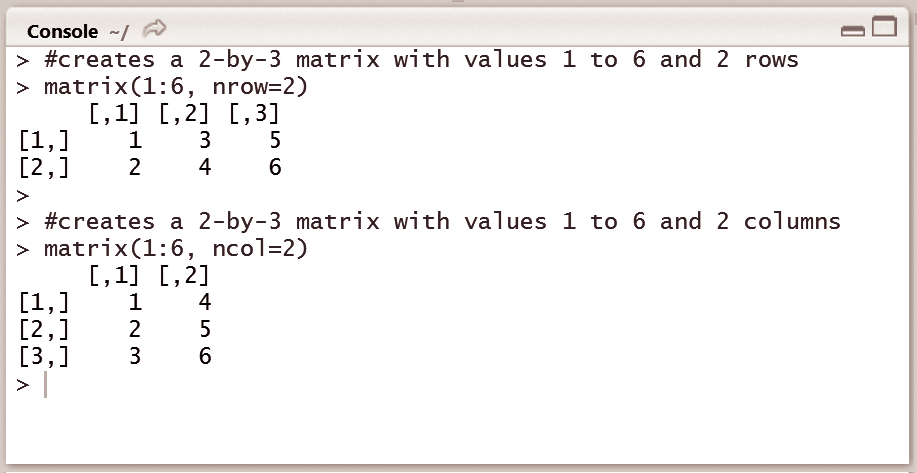 Console ~/
> #creates a 2-by-3 matrix with values 1 to 6 and 2 rows
> matrix(1:6, nrow=2)
     [,1] [,2] [,3]
[1,]    1    3    5
[2,]    2    4    6
>
> #creates a 2-by-3 matrix with values 1 to 6 and 2 columns
> matrix(1:6, ncol=2)
     [,1] [,2]
[1,]    1    4
[2,]    2    5
[3,]    3    6
>